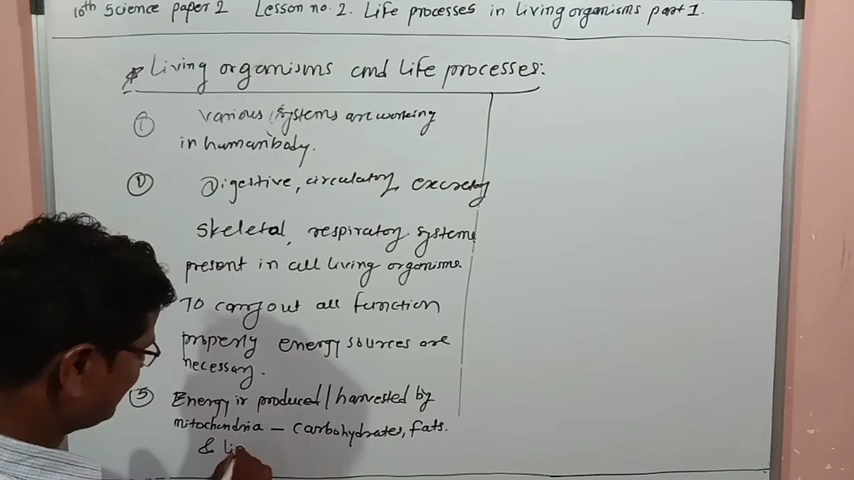 10th Science paper 2 Lesson no. 2. Life processes in living organisms part 1.
* Living organisms and Life processes:
① Various systems are working
in human body.
Digestive, circulatory, excretory
skeletal, respiratory systems
present in all living organisms.
To carry out all function
properly energy sources are
necessary.
Energy is produced / harvested by
mitochondria - carbohydrates, fats.
& lip